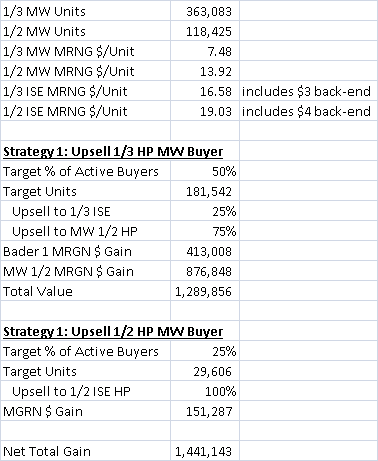 1/3 MW Units 363,083
1/2 MW Units 118,425
1/3 MW MRNG $/Unit 7.48
1/2 MW MRNG $/Unit 13.92
1/3 ISE MRNG $/Unit 16.58 includes $3 back-end
1/2 ISE MRNG $/Unit 19.03 includes $4 back-end
Strategy 1: Upsell 1/3 HP MW Buyer
Target % of Active Buyers 50%
Target Units 181,542
Upsell to 1/3 ISE 25%
Upsell to MW 1/2 HP 75%
Bader 1 MRGN $ Gain 413,008
MW 1/2 MRGN $ Gain 876,848
Total Value 1,289,856
Strategy 1: Upsell 1/2 HP MW Buyer
Target % of Active Buyers 25%
Target Units 29,606
Upsell to 1/2 ISE HP 100%
MGRN $ Gain 151,287
Net Total Gain 1,441,143